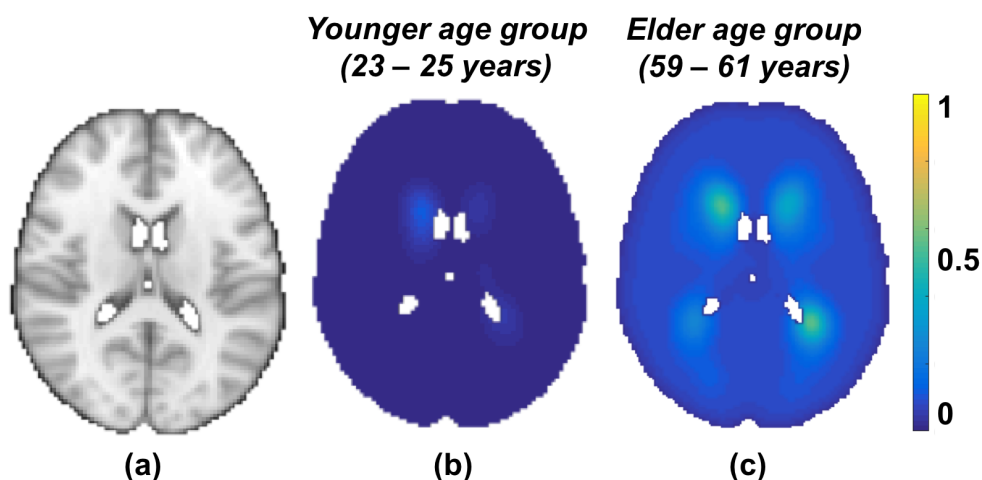 Younger age group
(23 – 25 years)
Elder age group
(59 – 61 years)
1
0.5
0
(a)
(b)
(c)